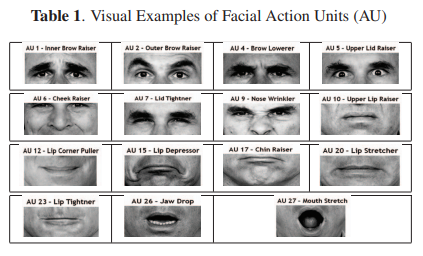 Table 1. Visual Examples of Facial Action Units (AU)
AU 1 - Inner Brow Raiser
AU 2 - Outer Brow Raiser
AU 4 - Brow Lowerer
AU 5 - Upper Lid Raiser
AU 6 - Cheek Raiser
AU 7 - Lid Tightner
AU 9 - Nose Wrinkler
AU 10 - Upper Lip Raiser
AU 12 - Lip Corner Puller
AU 15 - Lip Depressor
AU 17 - Chin Raiser
AU 20 - Lip Stretcher
AU 23 - Lip Tightner
AU 26 - Jaw Drop
AU 27 - Mouth Stretch